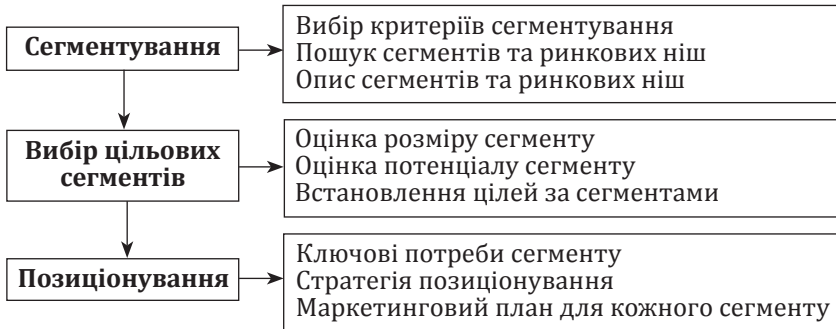 Сегментування
Вибір критеріїв сегментування
Пошук сегментів та ринкових ніш
Опис сегментів та ринкових ніш
Вибір цільових
сегментів
Оцінка розміру сегменту
Оцінка потенціалу сегменту
Встановлення цілей за сегментами
Позиціонування
Ключові потреби сегменту
Стратегія позиціонування
Маркетинговий план для кожного сегменту